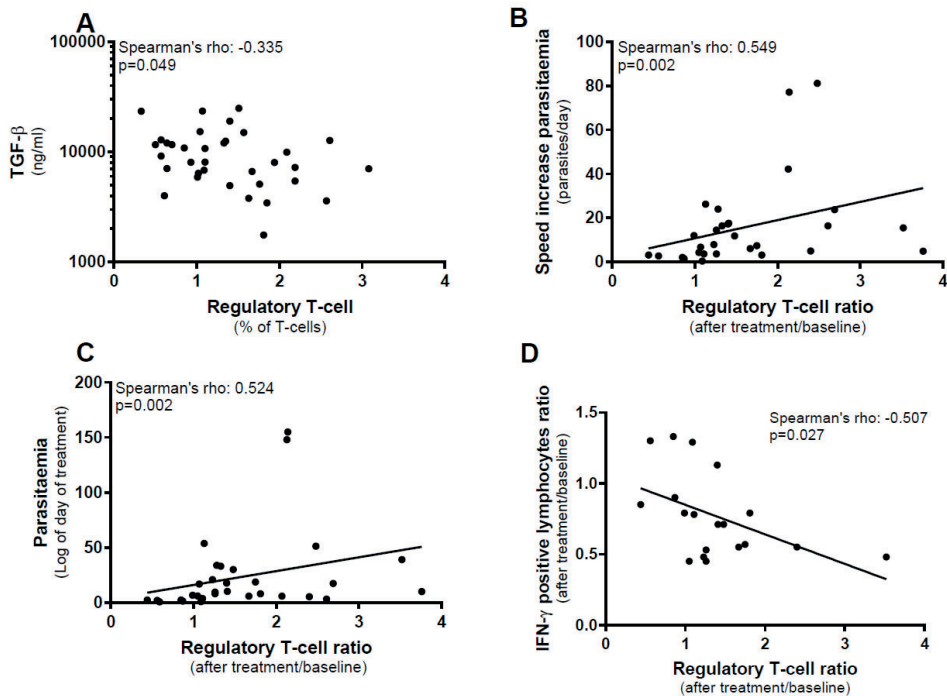 A
Spearman's rho: -0.335
p=0.049
TGF-β
(ng/ml)
100000
10000
1000
0
1
2
3
4
Regulatory T-cell
(% of T-cells)
B
Spearman's rho: 0.549
p=0.002
Speed increase parasitaemia
(parasites/day)
100
80
60
40
20
0
0
1
2
3
4
Regulatory T-cell ratio
(after treatment/baseline)
C
Spearman's rho: 0.524
p=0.002
Parasitaemia
(Log of day of treatment)
200
150
100
50
0
0
1
2
3
4
Regulatory T-cell ratio
(after treatment/baseline)
D
Spearman's rho: -0.507
p=0.027
IFN-γ positive lymphocytes ratio
(after treatment/baseline)
1.5
1.0
0.5
0.0
0
1
2
3
4
Regulatory T-cell ratio
(after treatment/baseline)